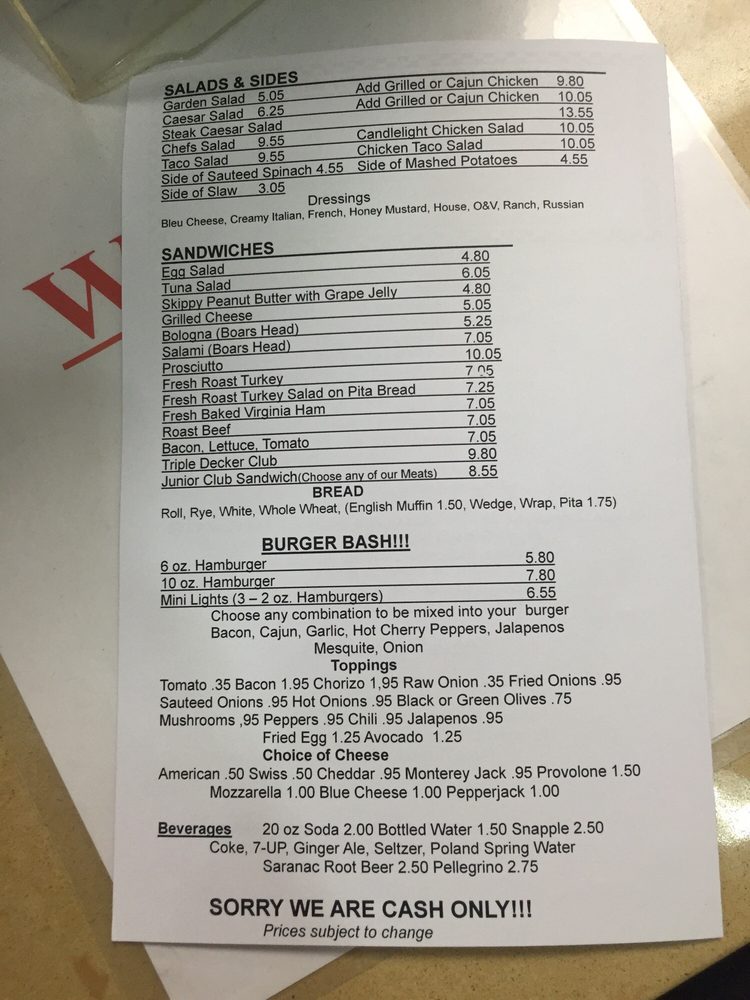 SALADS & SIDES
Garden Salad 5.05 Add Grilled or Cajun Chicken 9.80
Caesar Salad 6.25 Add Grilled or Cajun Chicken 10.05
Steak Caesar Salad 13.55
Chefs Salad 9.55 Candlelight Chicken Salad 10.05
Taco Salad 9.55 Chicken Taco Salad 10.05
Side of Sauteed Spinach 4.55 Side of Mashed Potatoes 4.55
Side of Slaw 3.05
Dressings
Bleu Cheese, Creamy Italian, French, Honey Mustard, House, O&V, Ranch, Russian
SANDWICHES
Egg Salad 4.80
Tuna Salad 6.05
Skippy Peanut Butter with Grape Jelly 4.80
Grilled Cheese 5.05
Bologna (Boars Head) 5.25
Salami (Boars Head) 7.05
Prosciutto 10.05
Fresh Roast Turkey 7.05
Fresh Roast Turkey Salad on Pita Bread 7.25
Fresh Baked Virginia Ham 7.05
Roast Beef 7.05
Bacon, Lettuce, Tomato 7.05
Triple Decker Club 9.80
Junior Club Sandwich(Choose any of our Meats) 8.55
BREAD
Roll, Rye, White, Whole Wheat, (English Muffin 1.50, Wedge, Wrap, Pita 1.75)
BURGER BASH!!!
6 oz. Hamburger 5.80
10 oz. Hamburger 7.80
Mini Lights (3 – 2 oz. Hamburgers) 6.55
Choose any combination to be mixed into your burger
Bacon, Cajun, Garlic, Hot Cherry Peppers, Jalapenos
Mesquite, Onion
Toppings
Tomato .35 Bacon 1.95 Chorizo 1,95 Raw Onion .35 Fried Onions .95
Sauteed Onions .95 Hot Onions .95 Black or Green Olives .75
Mushrooms ,95 Peppers .95 Chili .95 Jalapenos .95
Fried Egg 1.25 Avocado 1.25
Choice of Cheese
American .50 Swiss .50 Cheddar .95 Monterey Jack .95 Provolone 1.50
Mozzarella 1.00 Blue Cheese 1.00 Pepperjack 1.00
Beverages 20 oz Soda 2.00 Bottled Water 1.50 Snapple 2.50
Coke, 7-UP, Ginger Ale, Seltzer, Poland Spring Water
Saranac Root Beer 2.50 Pellegrino 2.75
SORRY WE ARE CASH ONLY!!!
Prices subject to change